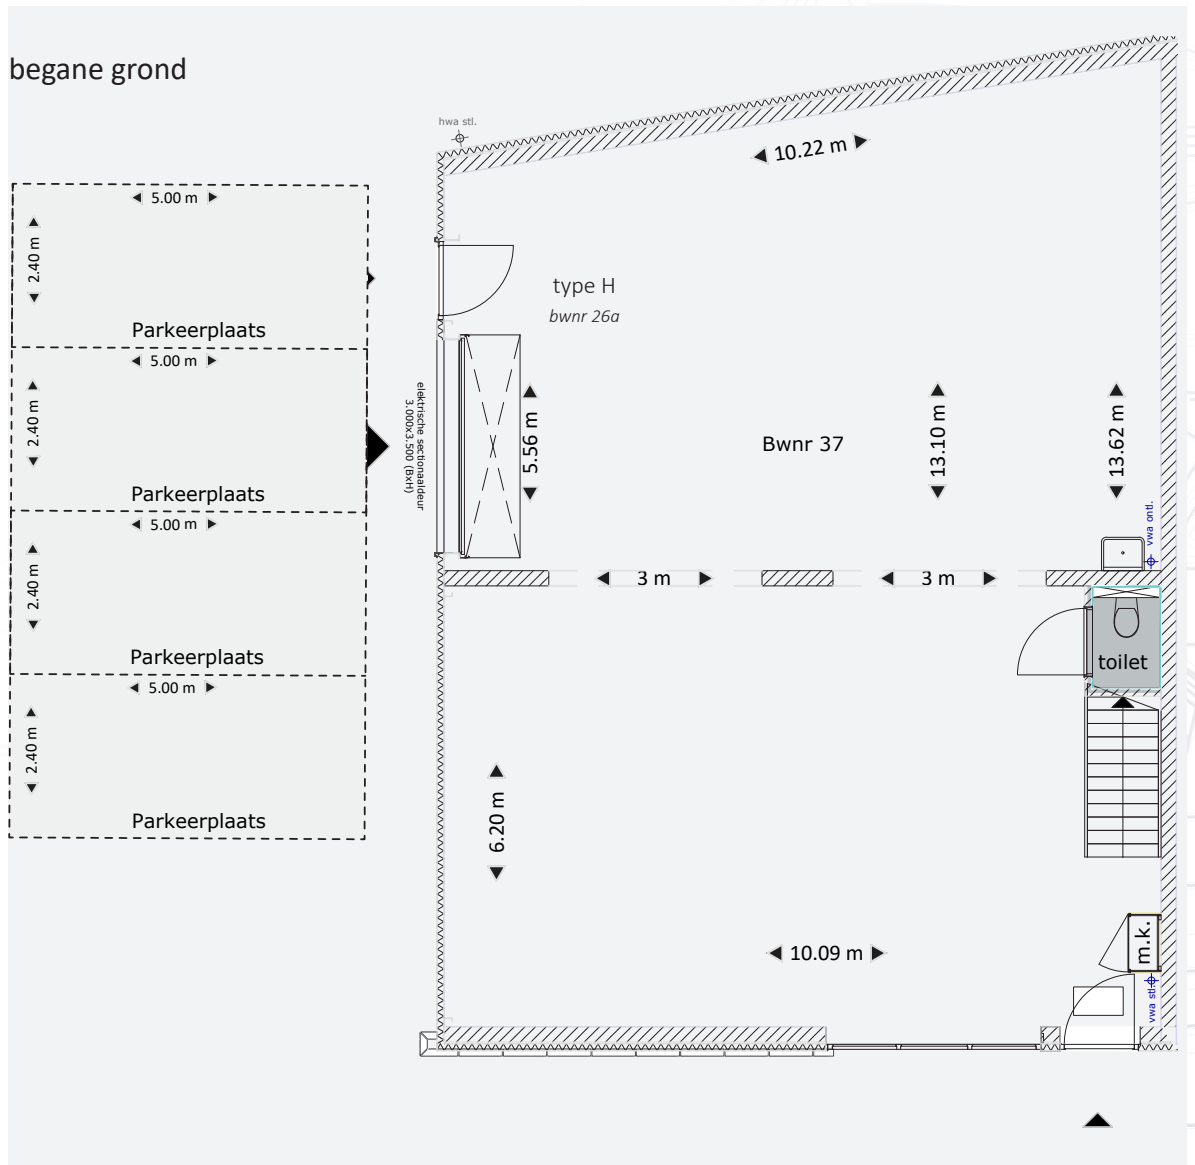 begane grond
hwa stl.
10.22 m
5.00 m
2.40 m
Parkeerplaats
type H
bwnr 26a
5.00 m
2.40 m
Parkeerplaats
elektrische sectionaaldeur
3.000x3.500 (BxH)
5.56 m
Bwnr 37
13.10 m
13.62 m
vwa ontl.
5.00 m
2.40 m
Parkeerplaats
3 m
3 m
toilet
5.00 m
2.40 m
Parkeerplaats
6.20 m
10.09 m
m.k.
vwa stl.